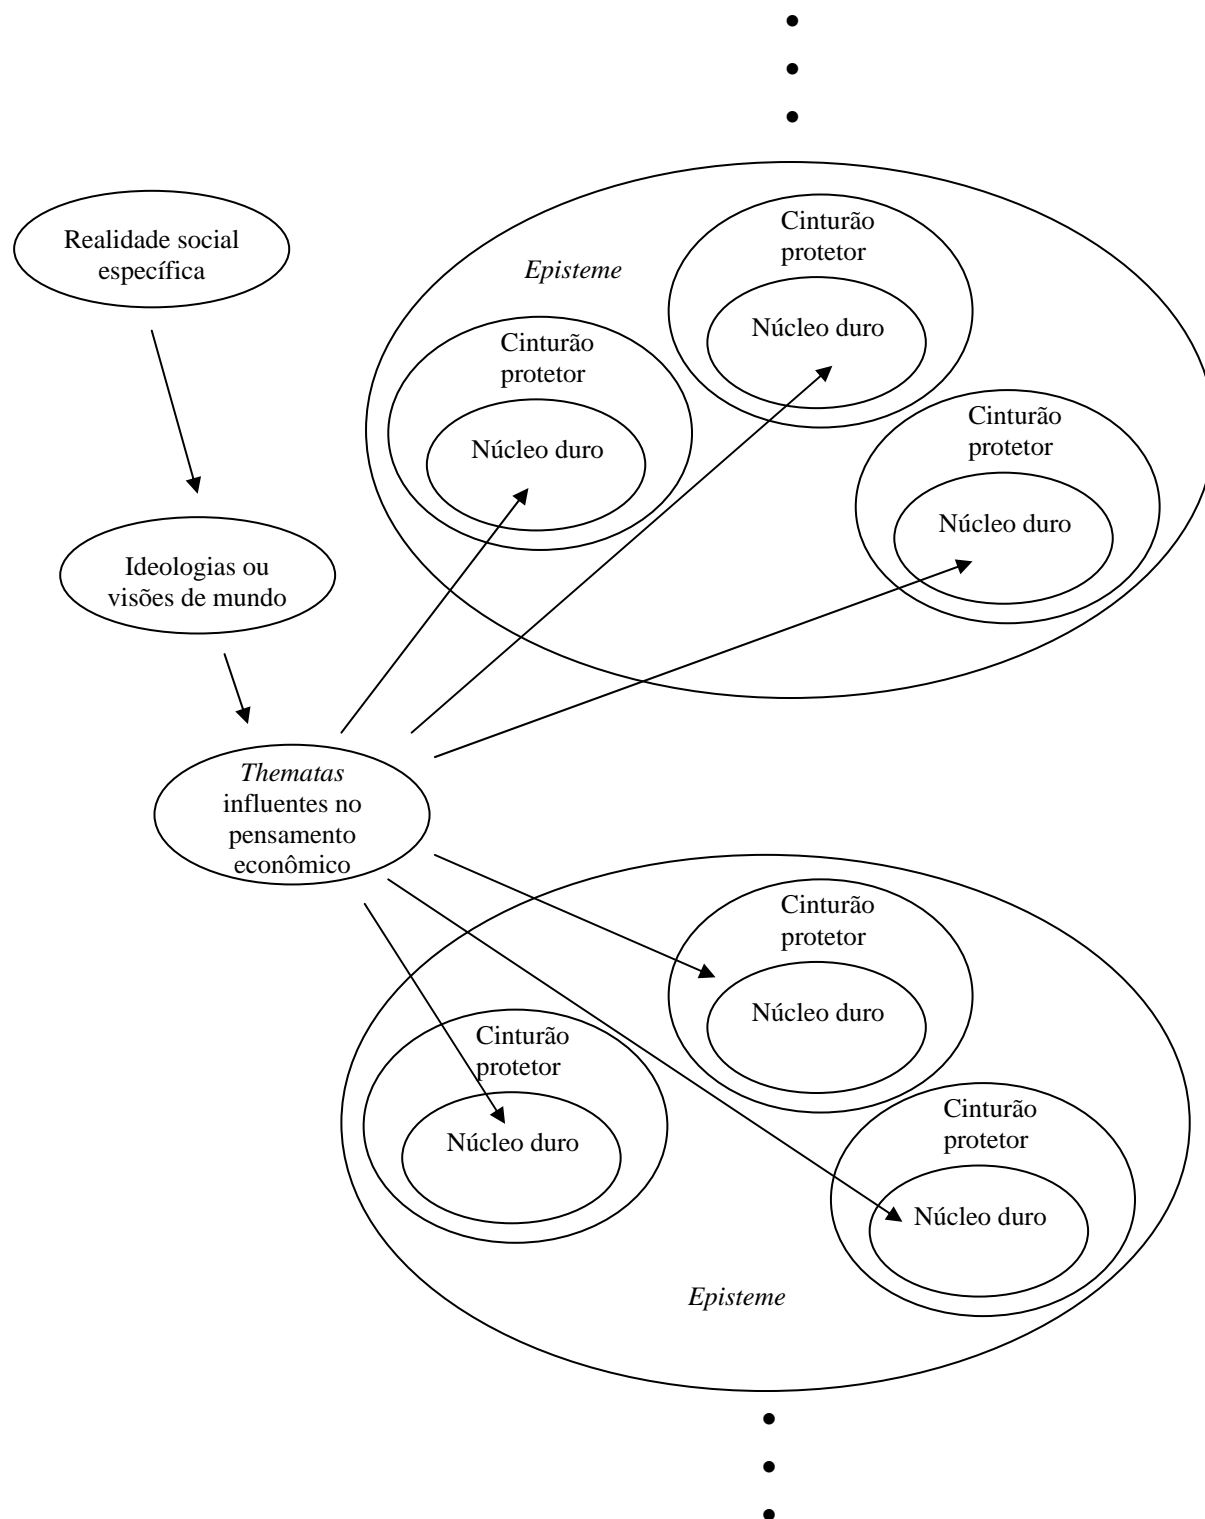 Realidade social
específica
Ideologias ou
visões de mundo
Thematas
influentes no
pensamento
econômico
Episteme
Cinturão
protetor
Núcleo duro
Cinturão
protetor
Núcleo duro
Cinturão
protetor
Núcleo duro
Cinturão
protetor
Núcleo duro
Cinturão
protetor
Núcleo duro
Cinturão
protetor
Núcleo duro
Episteme